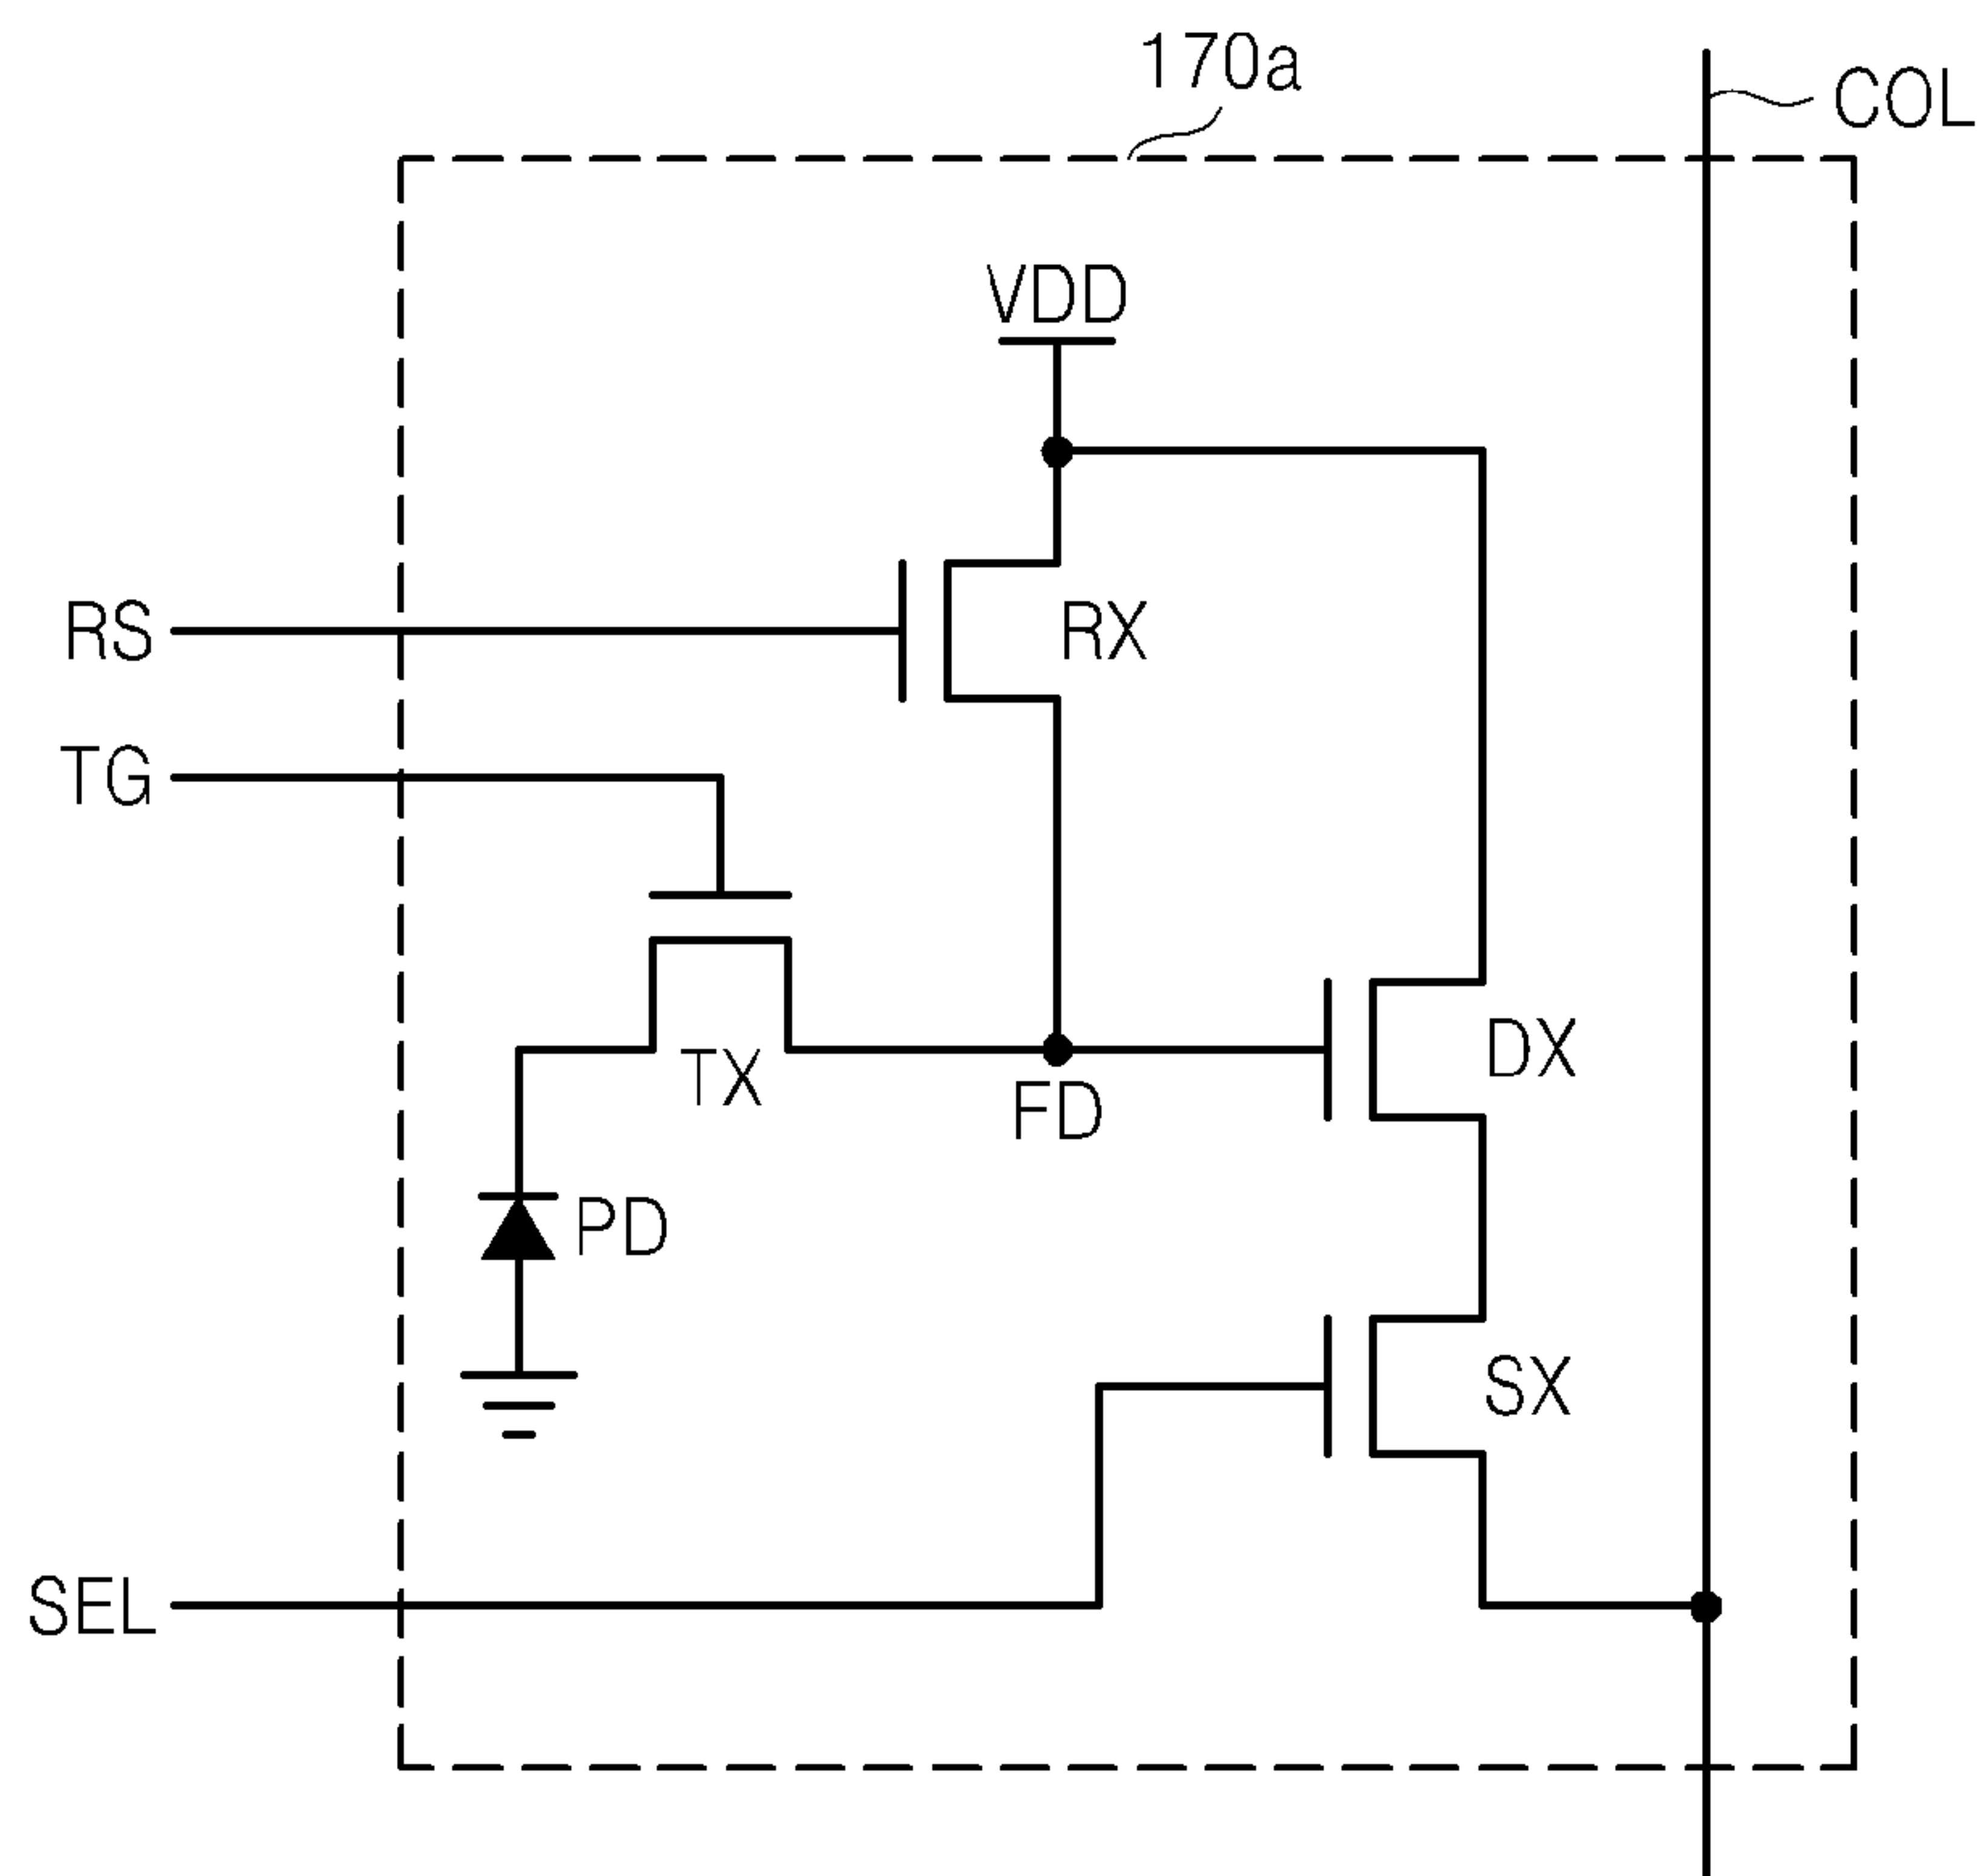 170a
COL
VDD
RS
RX
TG
DX
TX
FD
PD
SX
SEL